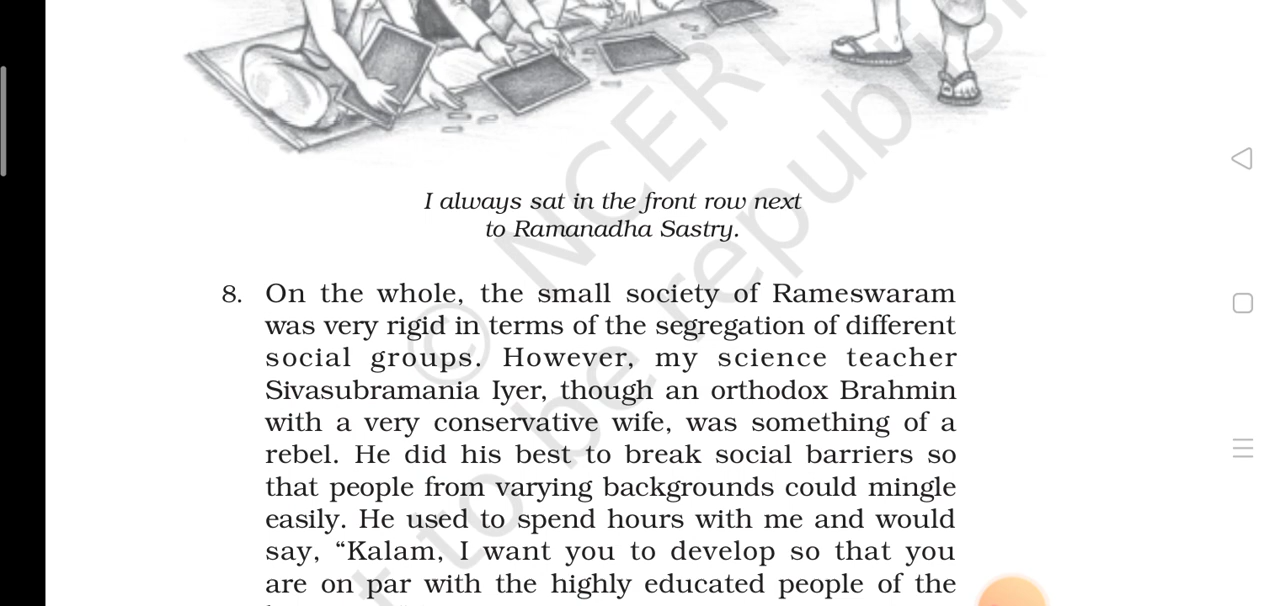 I always sat in the front row next
to Ramanadha Sastry.
8. On the whole, the small society of Rameswaram
was very rigid in terms of the segregation of different
social groups. However, my science teacher
Sivasubramania Iyer, though an orthodox Brahmin
with a very conservative wife, was something of a
rebel. He did his best to break social barriers so
that people from varying backgrounds could mingle
easily. He used to spend hours with me and would
say, “Kalam, I want you to develop so that you
are on par with the highly educated people of the
© NCERT
to be republish